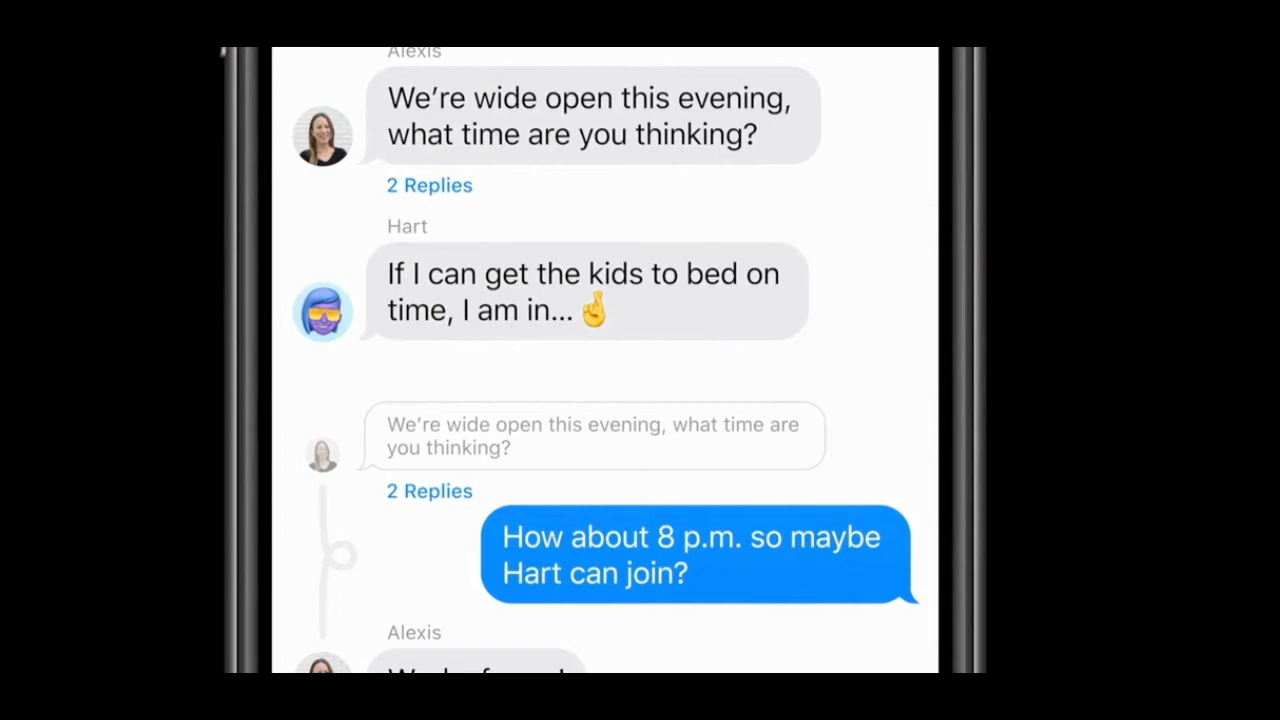 Alexis
We’re wide open this evening,
what time are you thinking?
2 Replies
Hart
If I can get the kids to bed on
time, I am in... 🤞
We’re wide open this evening, what time are
you thinking?
2 Replies
How about 8 p.m. so maybe
Hart can join?
Alexis